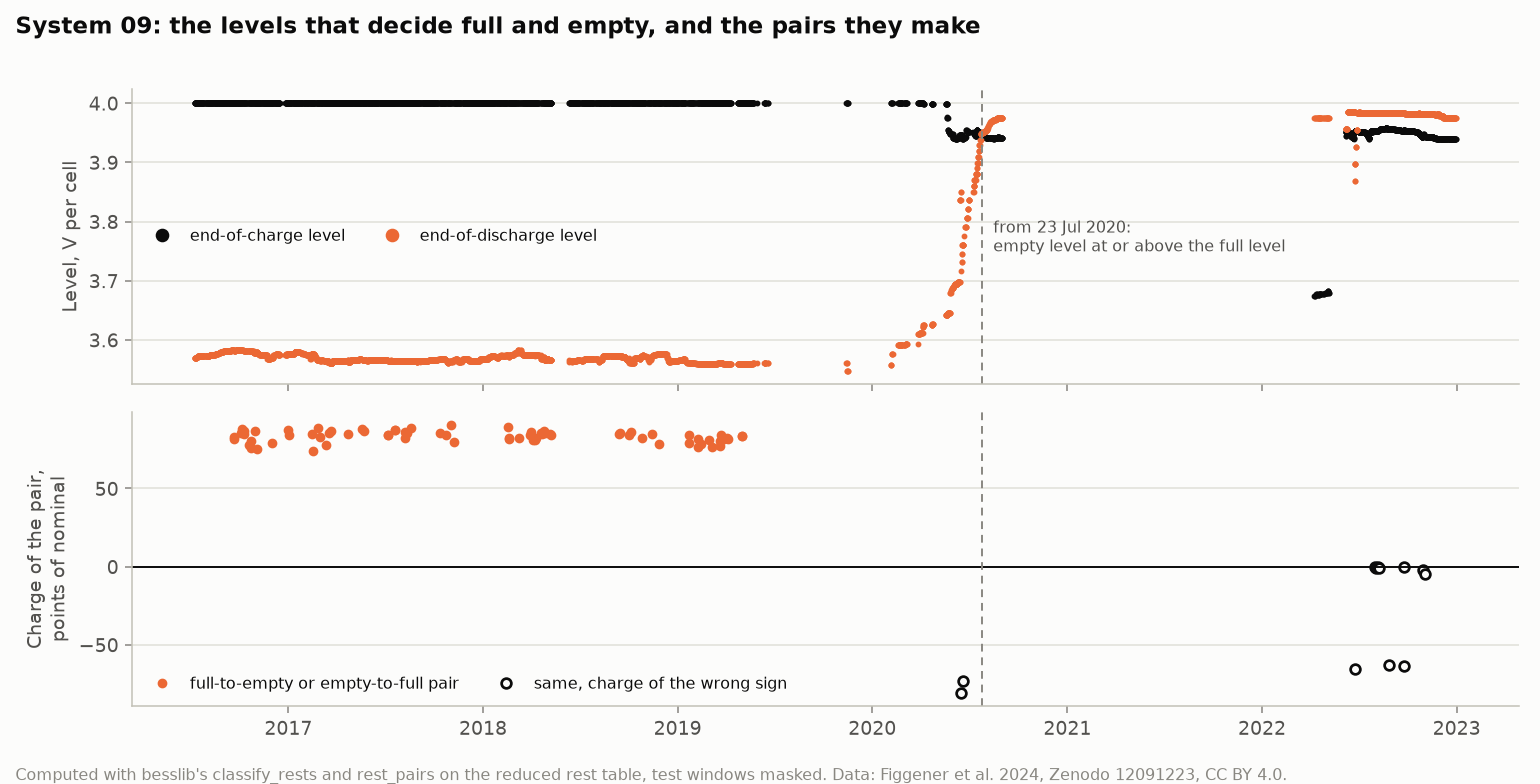 System 09: the levels that decide full and empty, and the pairs they make
Level, V per cell
4.0
3.9
3.8
3.7
3.6
end-of-charge level
end-of-discharge level
from 23 Jul 2020:
empty level at or above the full level
Charge of the pair,
points of nominal
50
0
−50
full-to-empty or empty-to-full pair
same, charge of the wrong sign
2017
2018
2019
2020
2021
2022
2023
Computed with besslib's classify_rests and rest_pairs on the reduced rest table, test windows masked. Data: Figgener et al. 2024, Zenodo 12091223, CC BY 4.0.